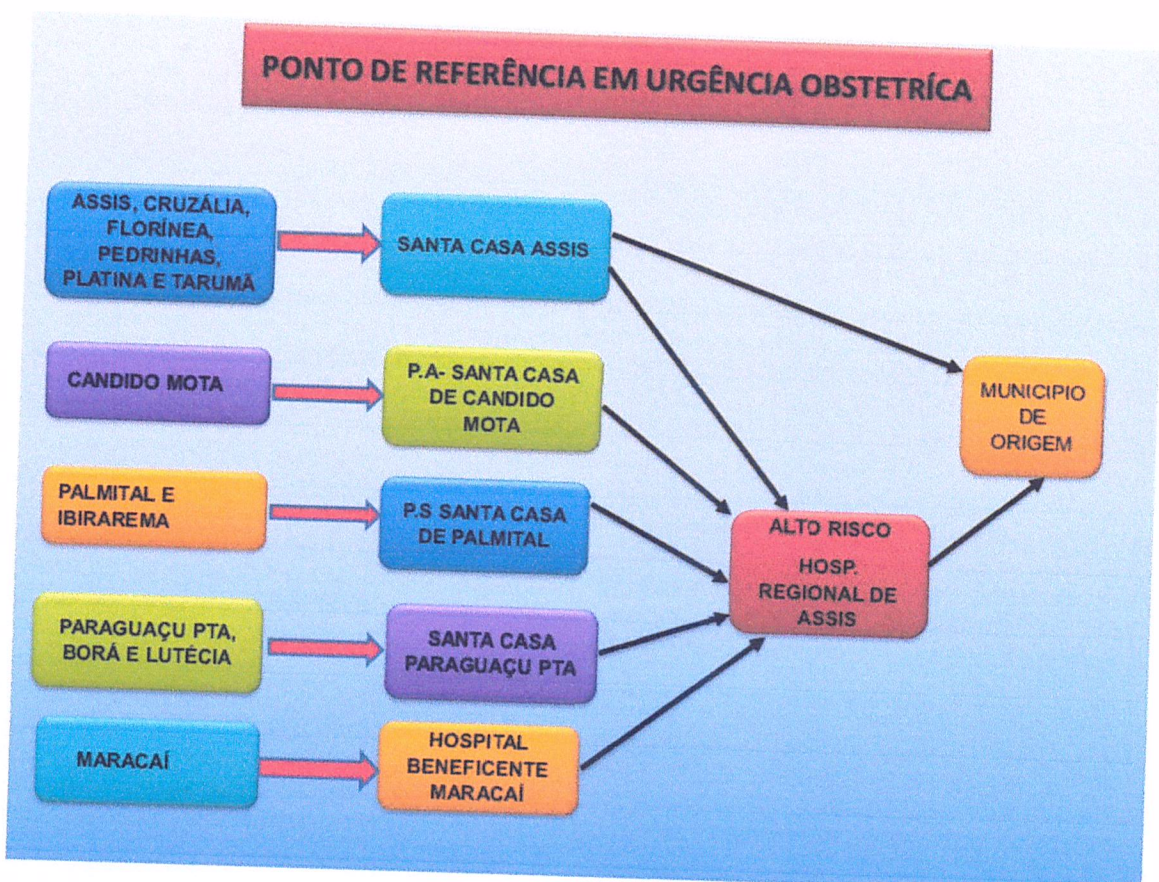 PONTO DE REFERÊNCIA EM URGÊNCIA OBSTETRÍCA
ASSIS, CRUZÁLIA,
FLORÍNEA,
PEDRINHAS,
PLATINA E TARUMÃ
SANTA CASA ASSIS
CANDIDO MOTA
P.A- SANTA CASA
DE CANDIDO
MOTA
MUNICIPIO
DE
ORIGEM
PALMITAL E
IBIRAREMA
P.S SANTA CASA
DE PALMITAL
ALTO RISCO
HOSP.
REGIONAL DE
ASSIS
PARAGUAÇU PTA,
BORÁ E LUTÉCIA
SANTA CASA
PARAGUAÇU PTA
MARACAÍ
HOSPITAL
BENEFICENTE
MARACAÍ